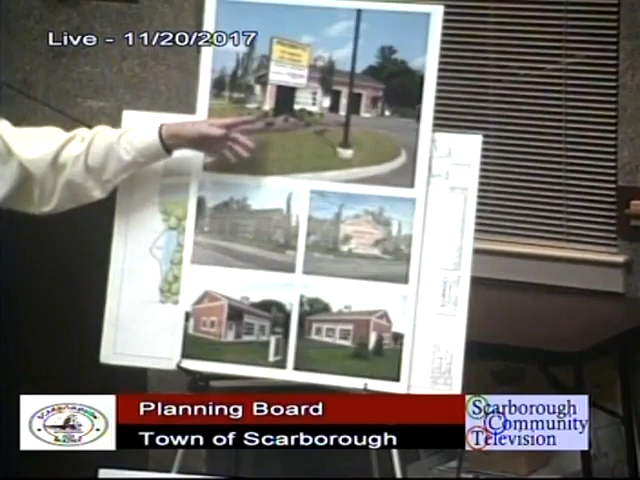 Live - 11/20/2017
Planning Board
Town of Scarborough
Scarborough
Community
Television